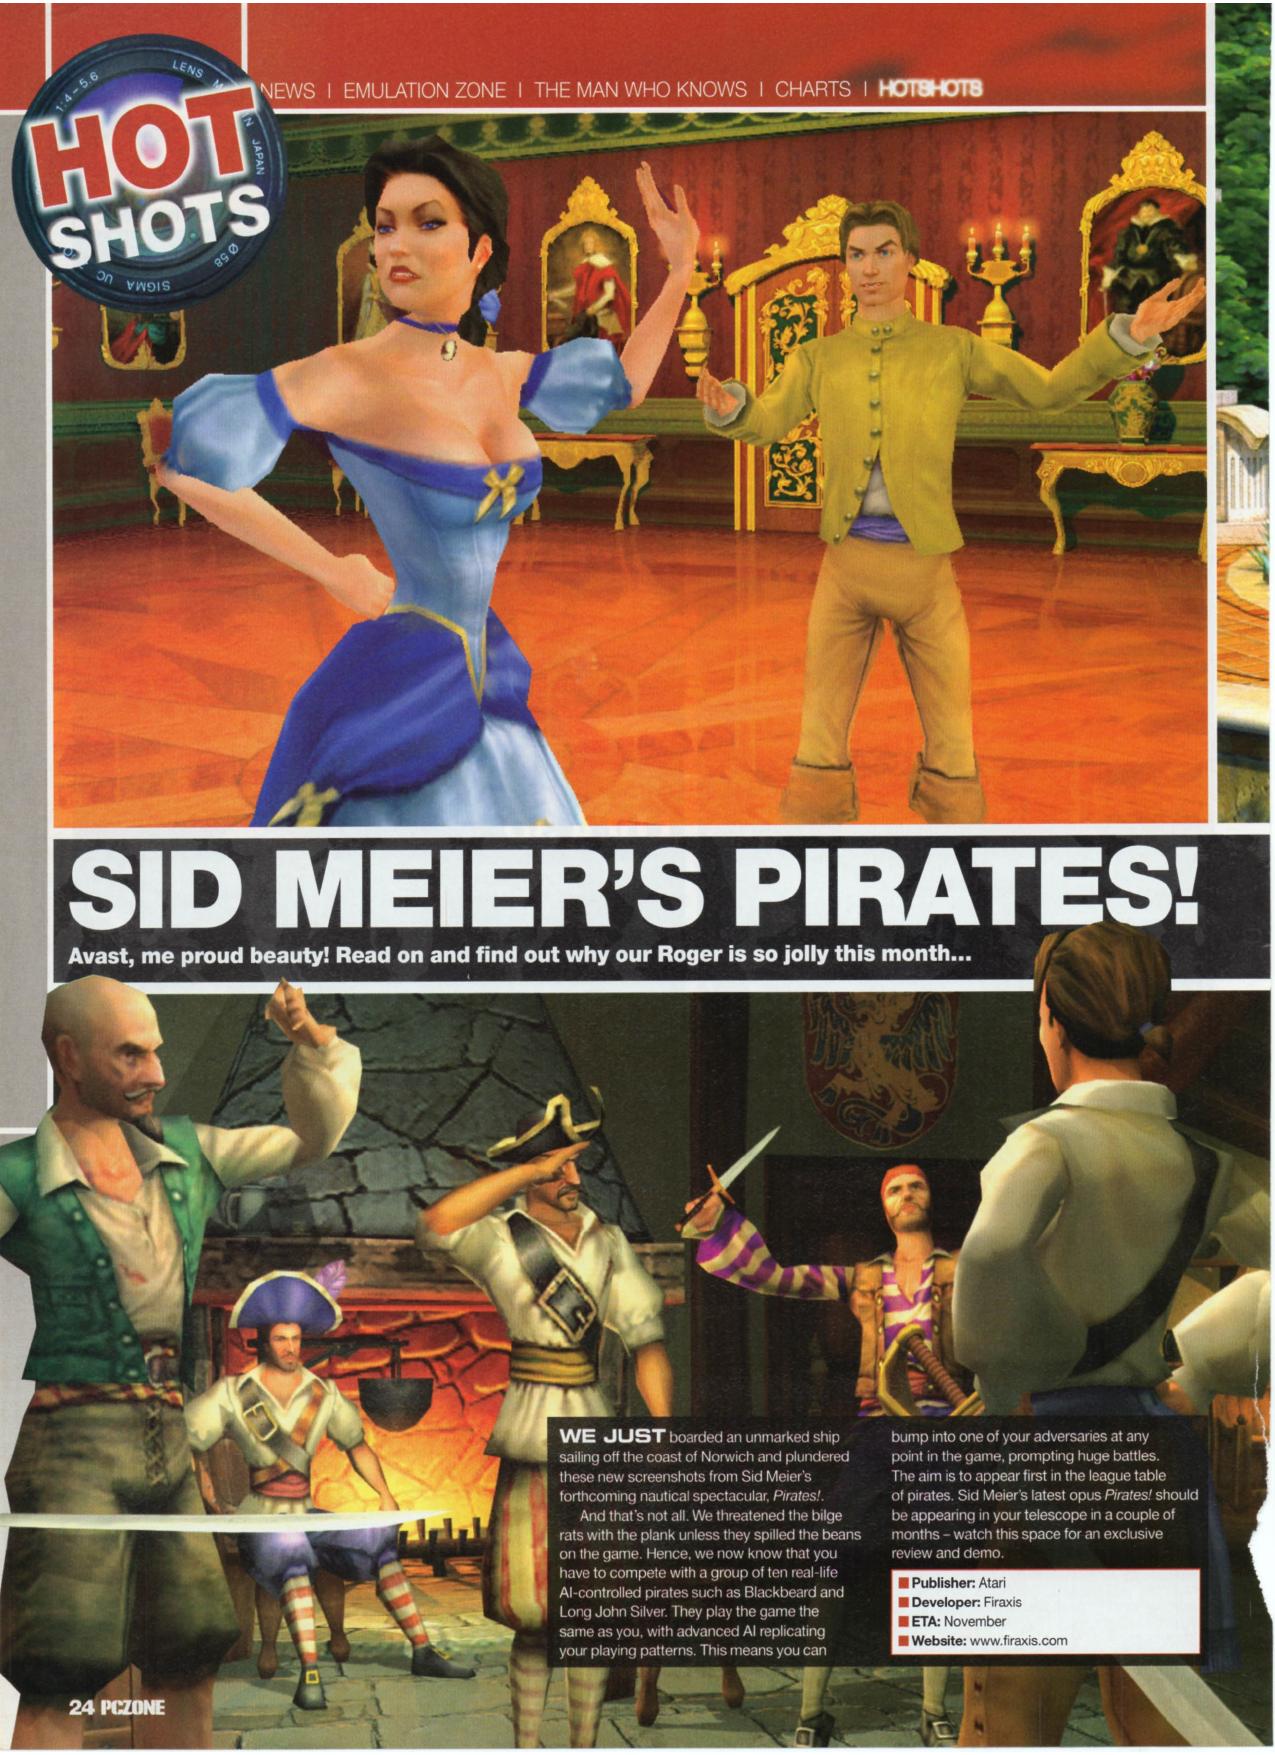 NEWS | EMULATION ZONE | THE MAN WHO KNOWS | CHARTS | HOTSHOTS
1:4-5.6
LENS
N JAPAN
Ø58
UC
SIGMA
HOT
SHOTS
SID MEIER'S PIRATES!
Avast, me proud beauty! Read on and find out why our Roger is so jolly this month...
WE JUST boarded an unmarked ship
sailing off the coast of Norwich and plundered
these new screenshots from Sid Meier's
forthcoming nautical spectacular, Pirates!.
And that's not all. We threatened the bilge
rats with the plank unless they spilled the beans
on the game. Hence, we now know that you
have to compete with a group of ten real-life
AI-controlled pirates such as Blackbeard and
Long John Silver. They play the game the
same as you, with advanced AI replicating
your playing patterns. This means you can
bump into one of your adversaries at any
point in the game, prompting huge battles.
The aim is to appear first in the league table
of pirates. Sid Meier's latest opus Pirates! should
be appearing in your telescope in a couple of
months – watch this space for an exclusive
review and demo.
Publisher: Atari
Developer: Firaxis
ETA: November
Website: www.firaxis.com
24 PCZONE